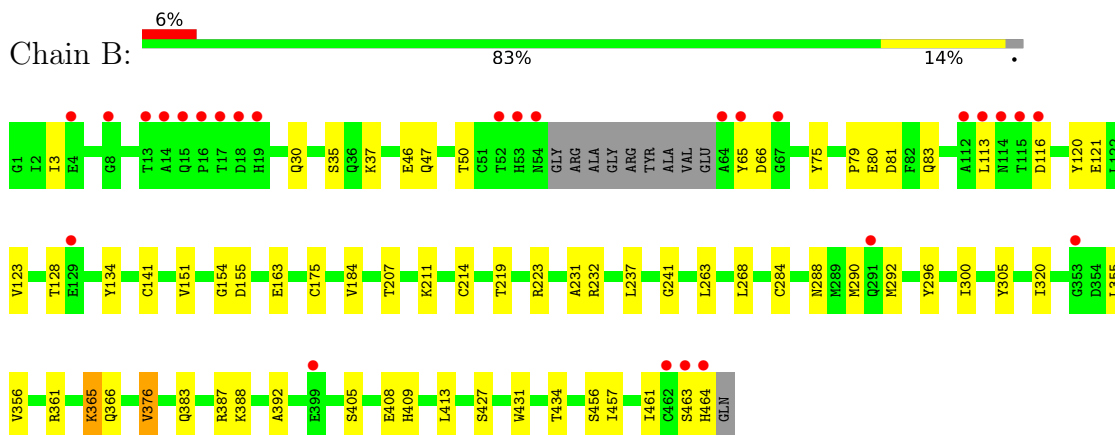 6%
Chain B:
83% 14% •
G1 I2 I3 E4 G8 T13 A14 Q15 P16 T17 D18 H19 Q30 S35 Q36 K37 E46 Q47 T50 C51 T52 H53 N54 GLY ARG ALA GLY ARG TYR ALA VAL GLU A64 Y65 D66 G67 Y75 P79 E80 D81 F82 Q83 A112 L113 N114 T115 D116 Y120 E121 L122
V123 T128 E129 Y134 C141 V151 G154 D155 E163 C175 V184 T207 K211 C214 T219 R223 A231 R232 L237 G241 L263 L268 C284 N288 M289 M290 Q291 M292 Y296 I300 Y305 I320 G353 D354 L355
V356 R361 K365 Q366 V376 Q383 R387 K388 A392 E399 S405 E408 H409 L413 S427 W431 T434 S456 I457 I461 C462 S463 H464 GLN